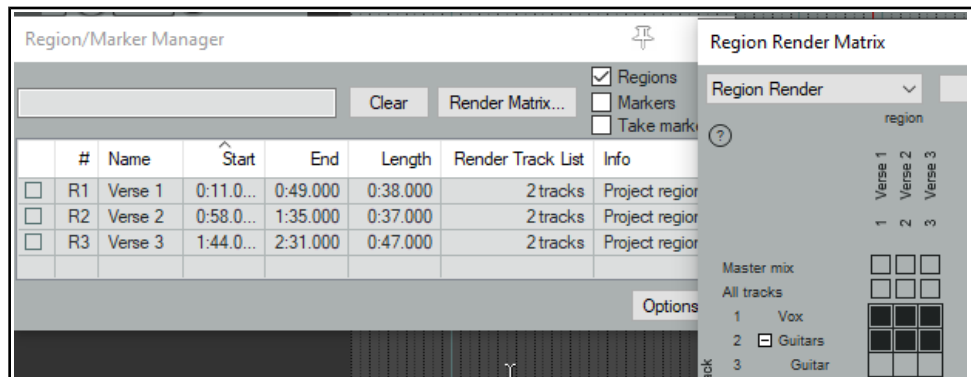 Region/Marker Manager
Regions
Clear Render Matrix... Markers
Take mark
# Name Start End Length Render Track List Info
R1 Verse 1 0:11.0... 0:49.000 0:38.000 2 tracks Project region
R2 Verse 2 0:58.0... 1:35.000 0:37.000 2 tracks Project region
R3 Verse 3 1:44.0... 2:31.000 0:47.000 2 tracks Project region
Options
Region Render Matrix
Region Render
region
?
Verse 1
Verse 2
Verse 3
1 2 3
Master mix
All tracks
1 Vox
2 Guitars
3 Guitar